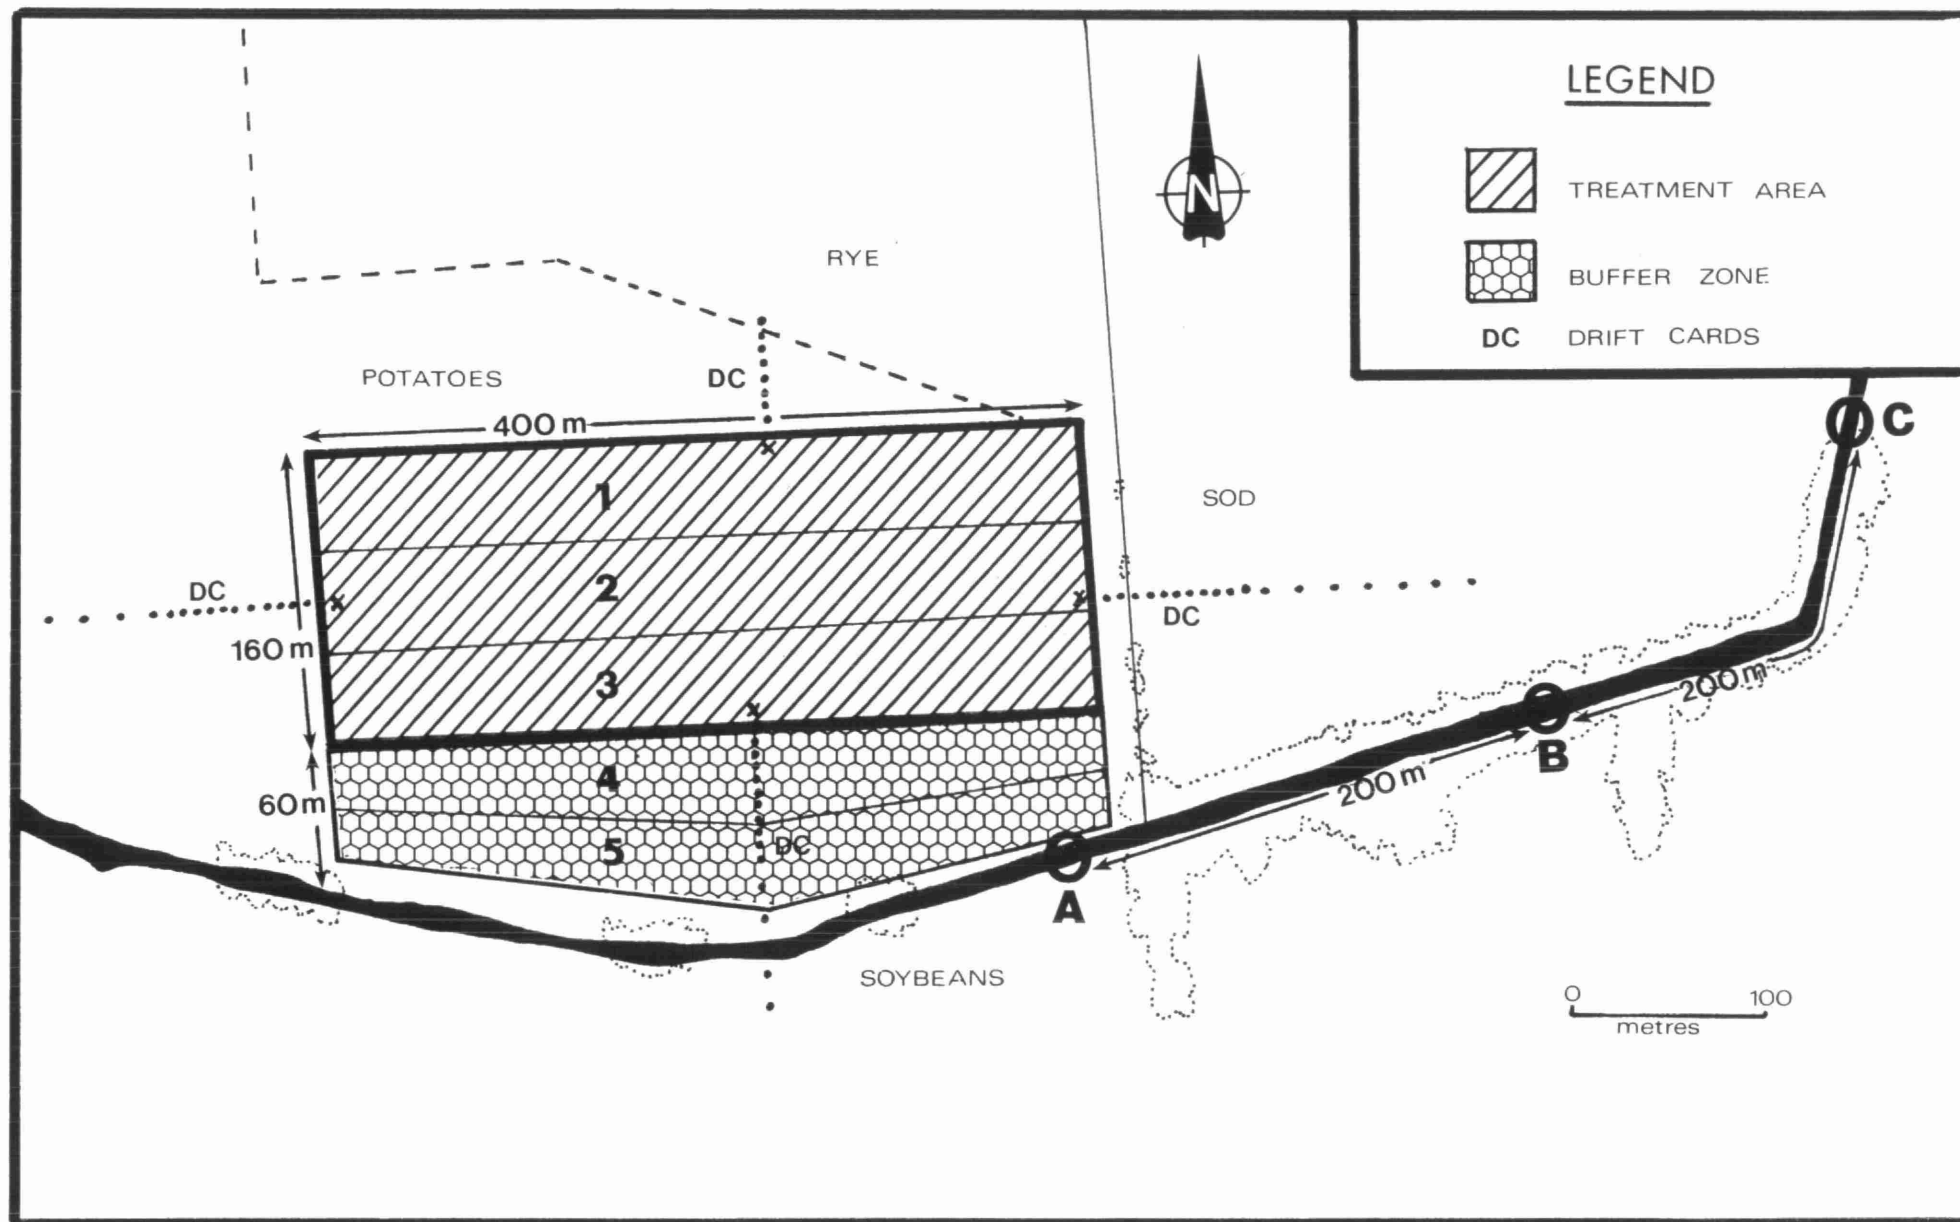 LEGEND
TREATMENT AREA
BUFFER ZONE
DC DRIFT CARDS
N
RYE
POTATOES
DC
400 m
C
1
SOD
2
DC
DC
160 m
3
200 m
B
4
60 m
200 m
5
DC
A
SOYBEANS
0 100
metres